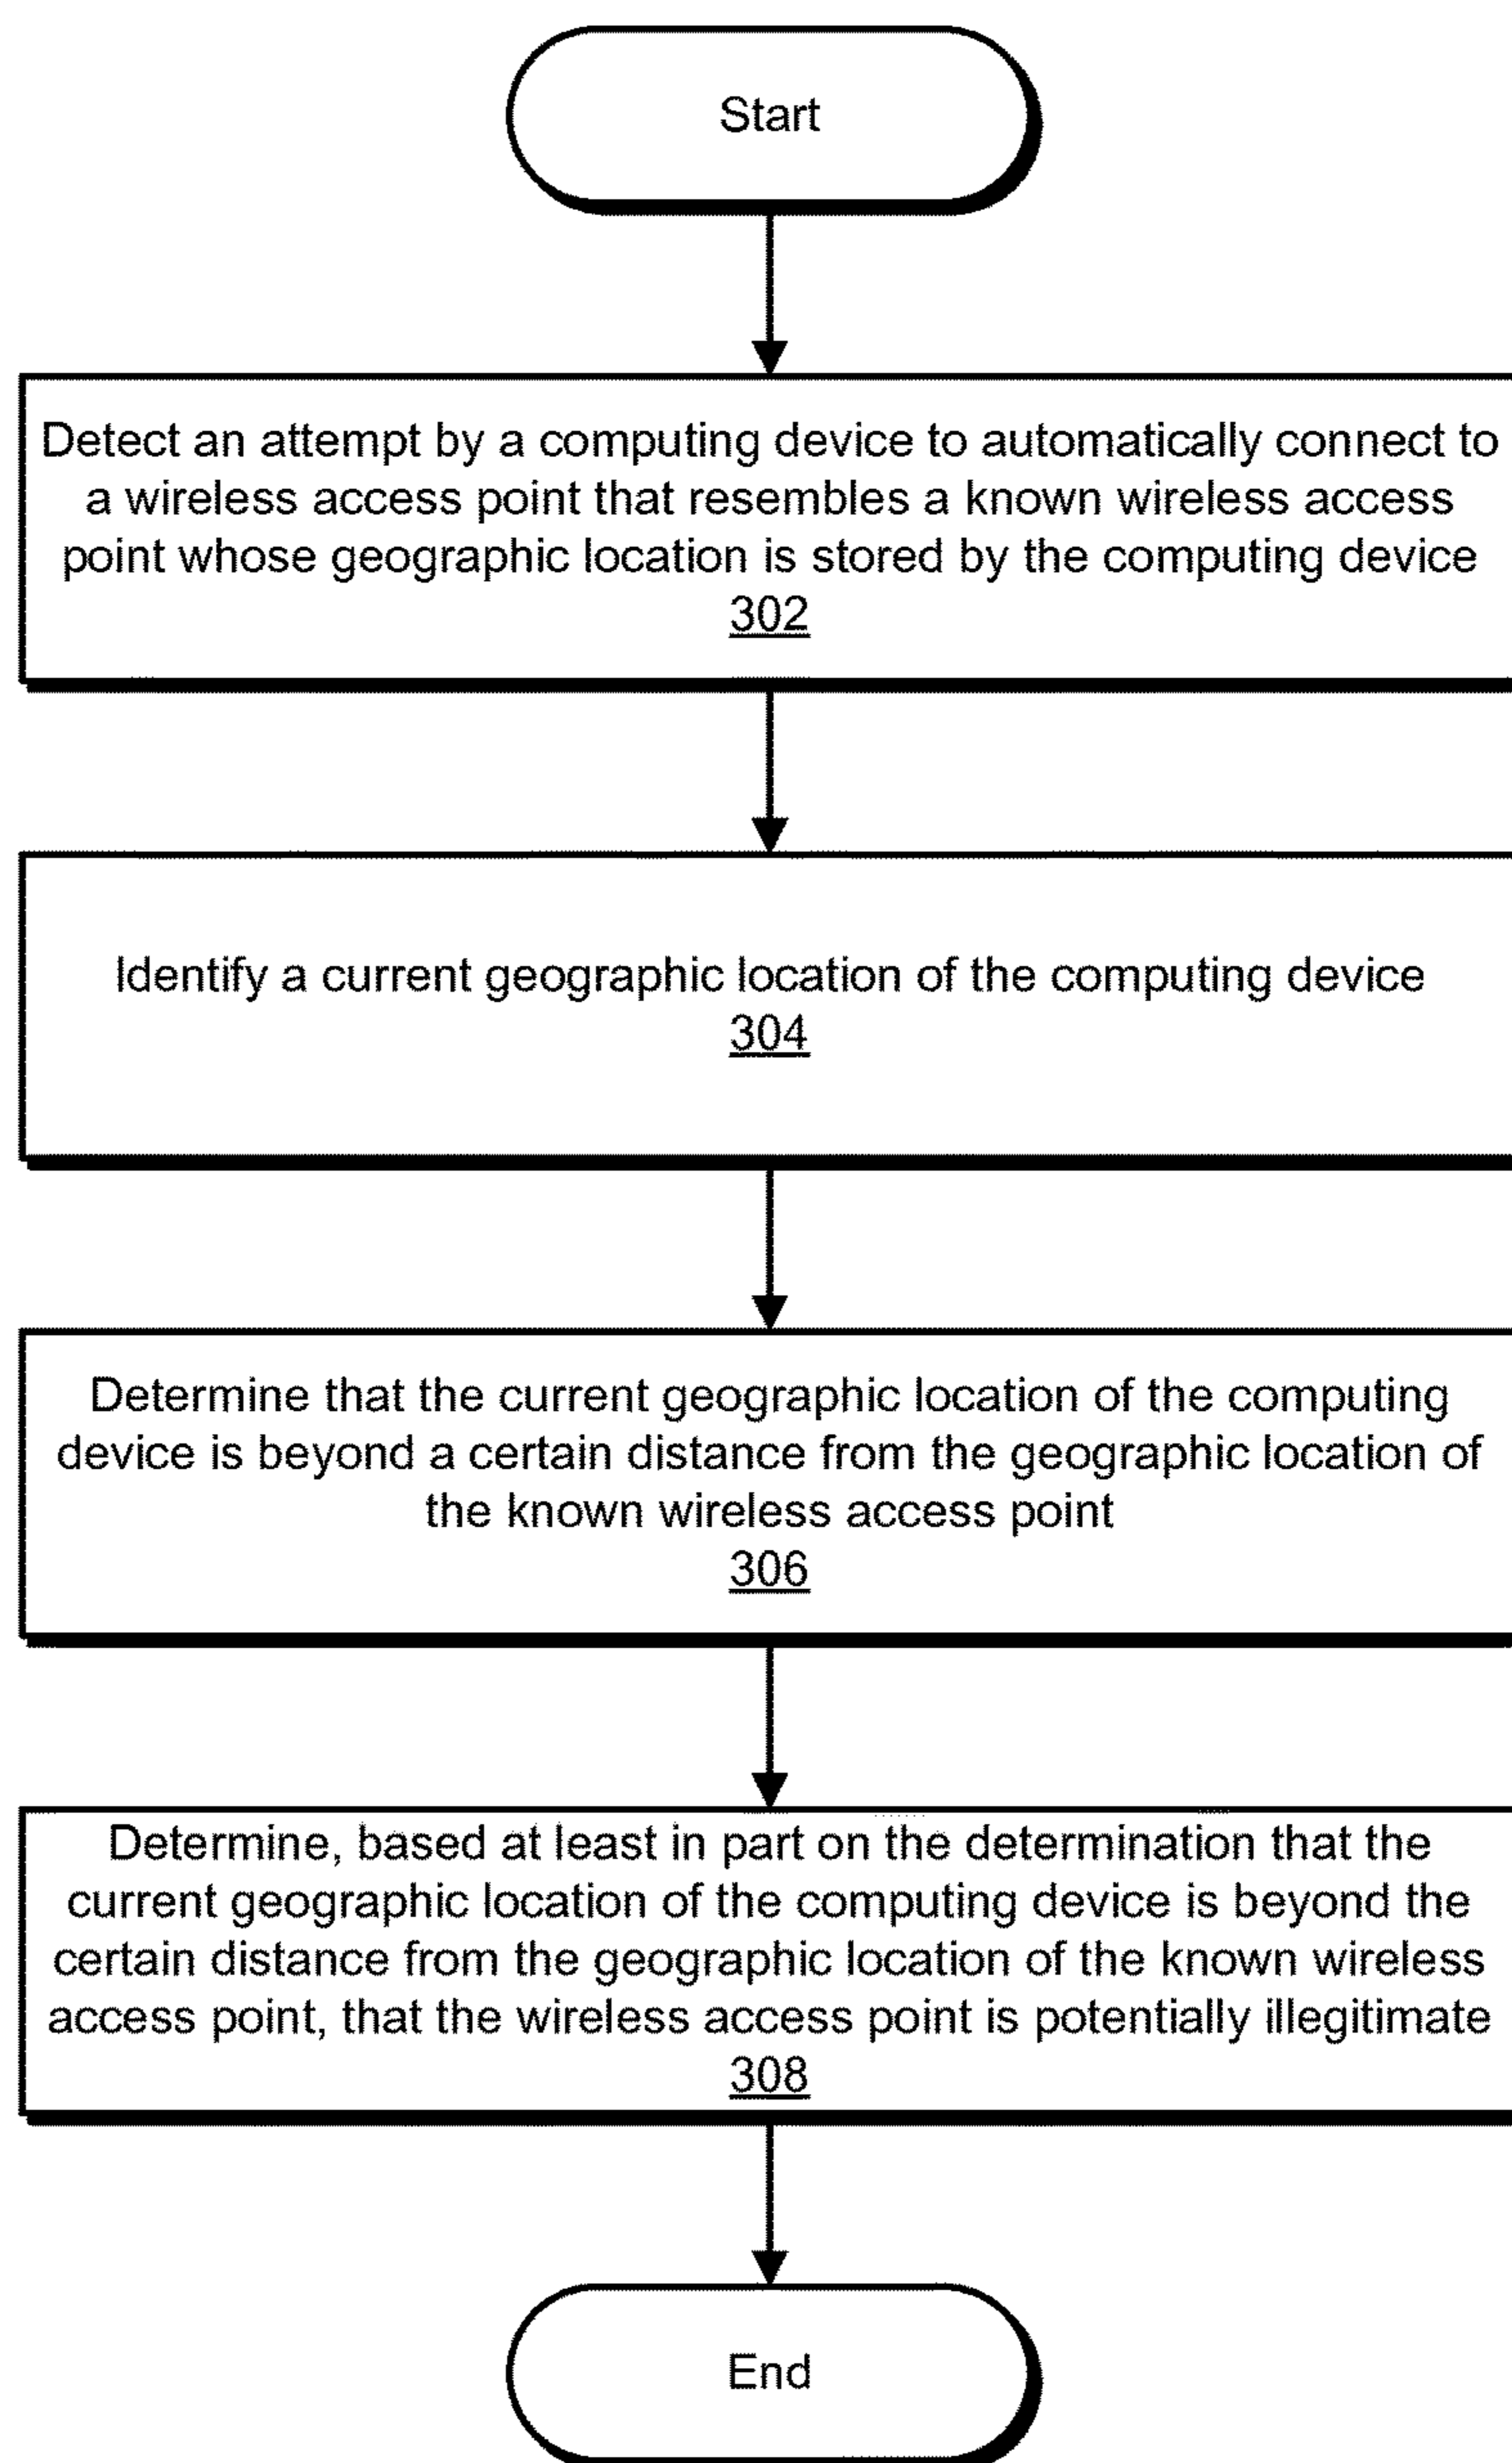 Start
Detect an attempt by a computing device to automatically connect to
a wireless access point that resembles a known wireless access
point whose geographic location is stored by the computing device
302
Identify a current geographic location of the computing device
304
Determine that the current geographic location of the computing
device is beyond a certain distance from the geographic location of
the known wireless access point
306
Determine, based at least in part on the determination that the
current geographic location of the computing device is beyond the
certain distance from the geographic location of the known wireless
access point, that the wireless access point is potentially illegitimate
308
End